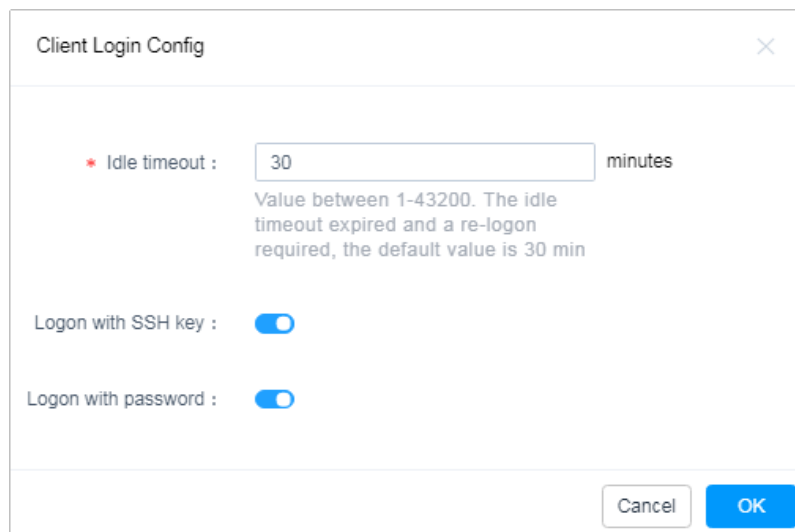 Client Login Config
* Idle timeout : 30 minutes
Value between 1-43200. The idle
timeout expired and a re-logon
required, the default value is 30 min
Logon with SSH key :
Logon with password :
Cancel OK